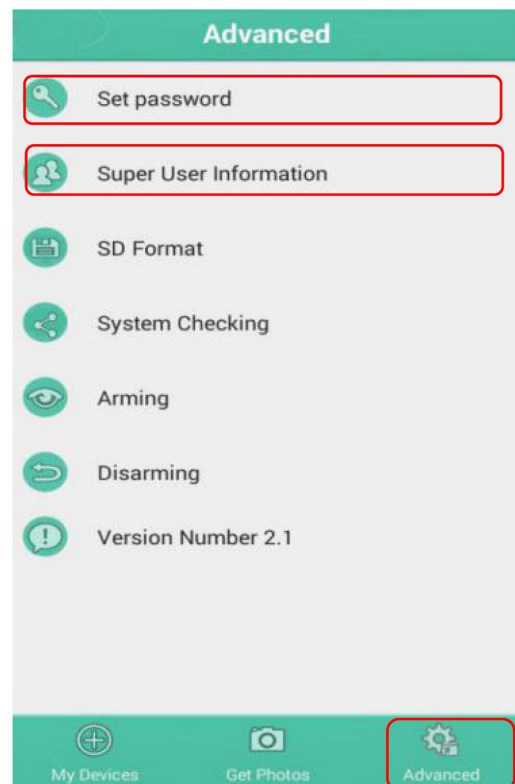 Advanced
Set password
Super User Information
SD Format
System Checking
Arming
Disarming
Version Number 2.1
My Devices
Get Photos
Advanced